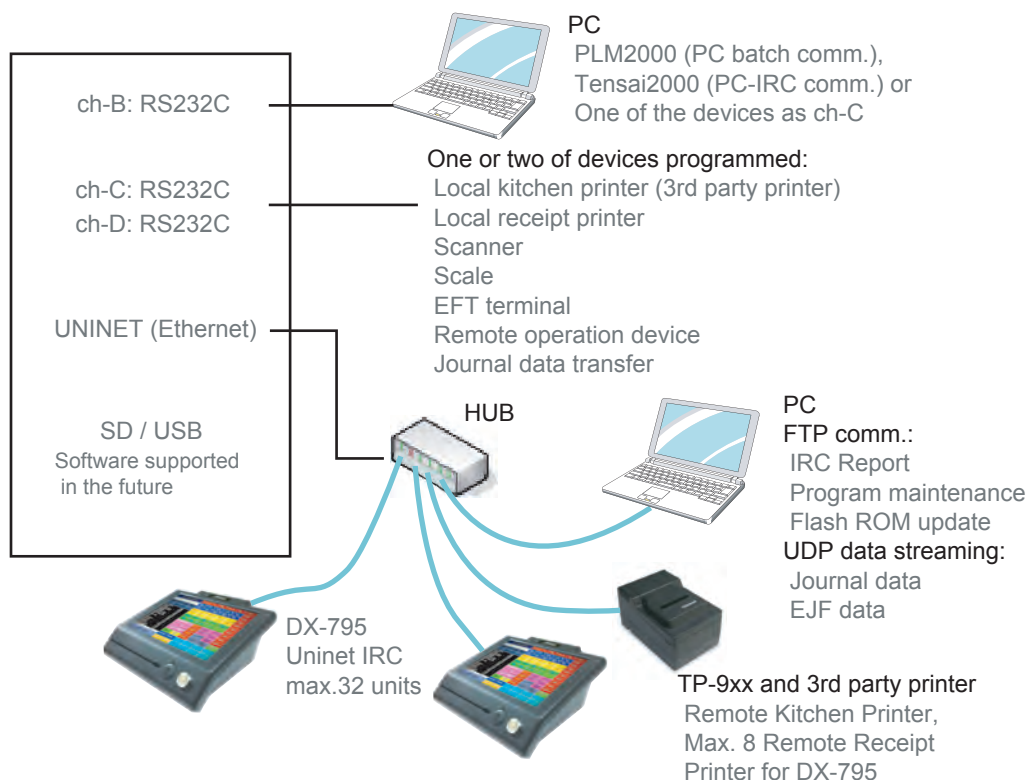 ch-B: RS232C
ch-C: RS232C
ch-D: RS232C
UNINET (Ethernet)
SD / USB
Software supported
in the future
PC
PLM2000 (PC batch comm.),
Tensai2000 (PC-IRC comm.) or
One of the devices as ch-C
One or two of devices programmed:
Local kitchen printer (3rd party printer)
Local receipt printer
Scanner
Scale
EFT terminal
Remote operation device
Journal data transfer
HUB
PC
FTP comm.:
IRC Report
Program maintenance
Flash ROM update
UDP data streaming:
Journal data
EJF data
DX-795
Uninet IRC
max.32 units
TP-9xx and 3rd party printer
Remote Kitchen Printer,
Max. 8 Remote Receipt
Printer for DX-795